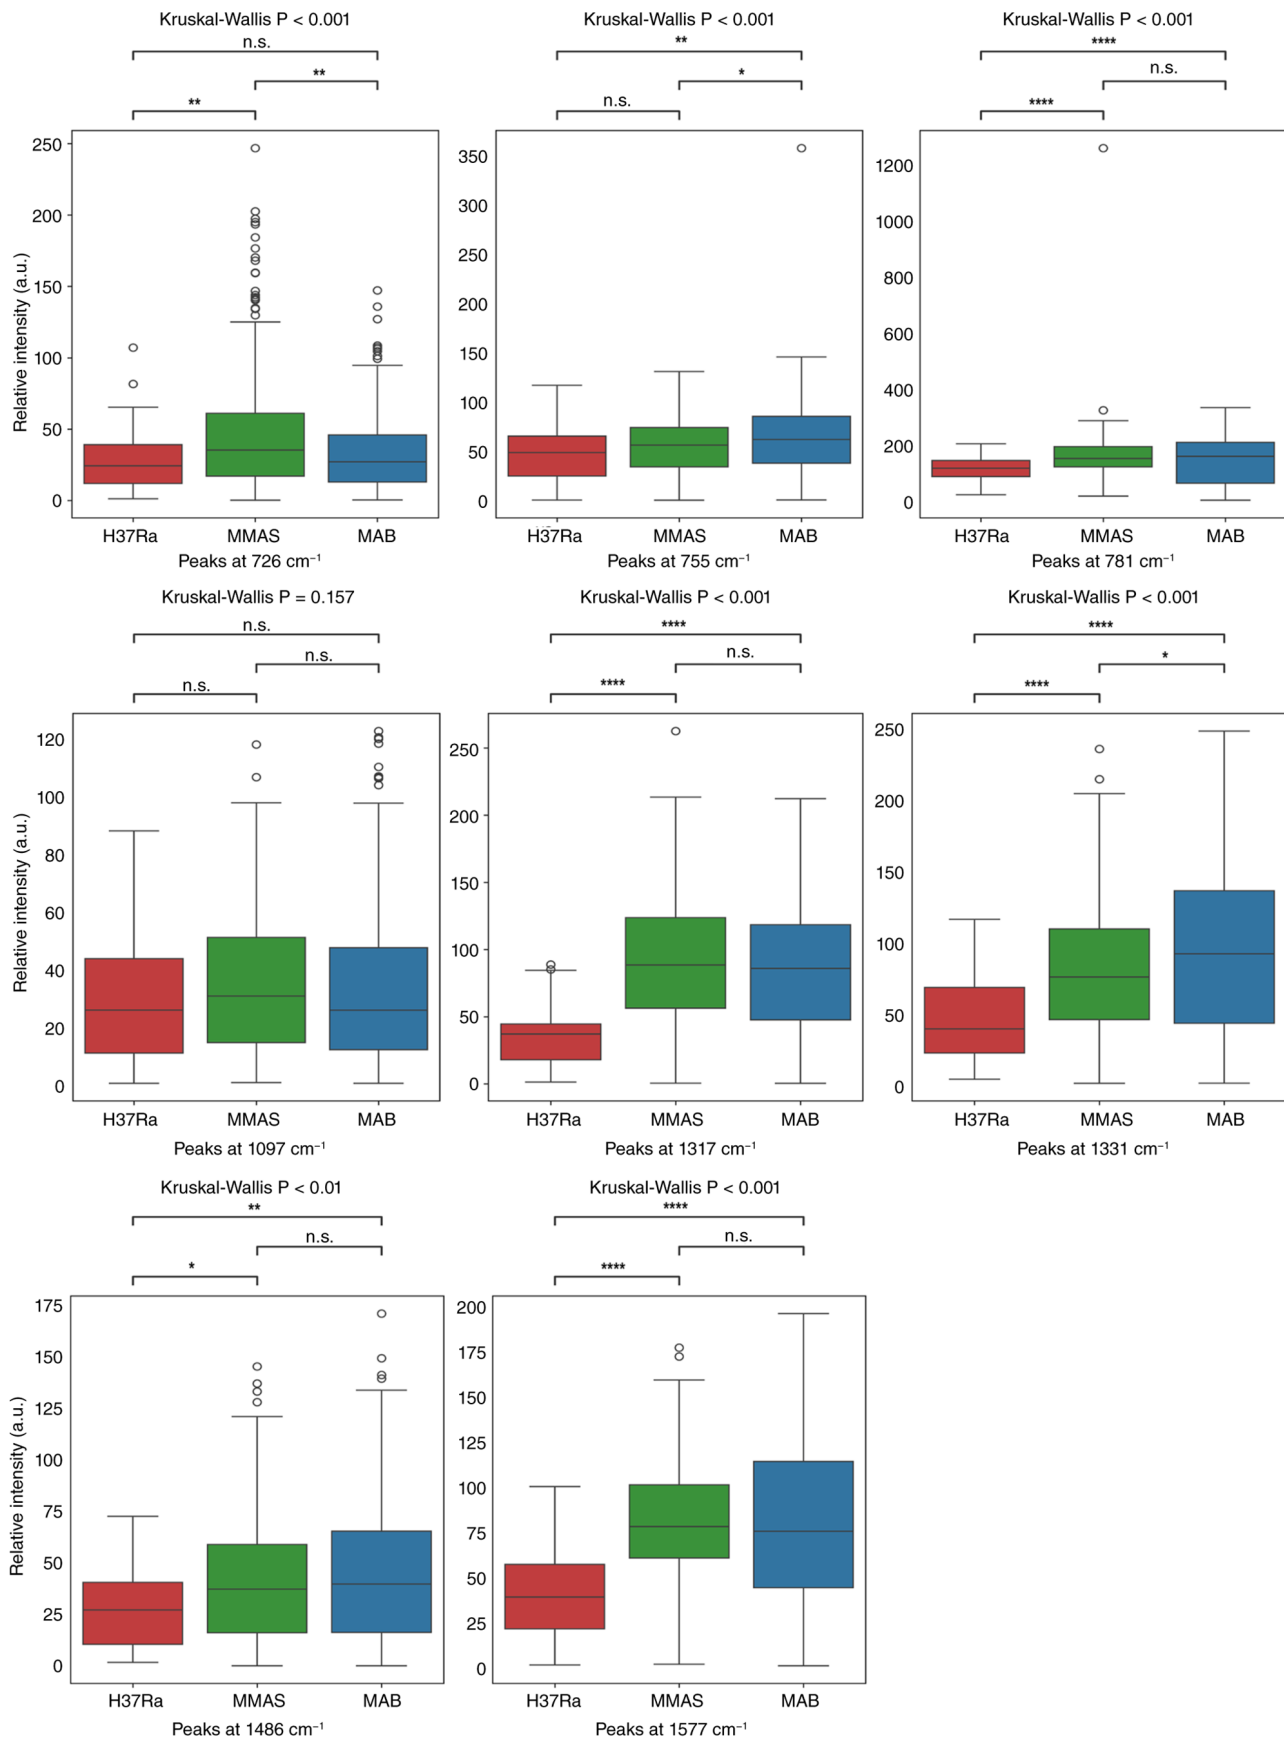 Kruskal-Wallis P < 0.001
n.s.
**
**
250
200
150
100
50
0
Relative intensity (a.u.)
H37Ra MMAS MAB
Peaks at 726 cm⁻¹
Kruskal-Wallis P < 0.001
**
*
n.s.
350
300
250
200
150
100
50
0
H37Ra MMAS MAB
Peaks at 755 cm⁻¹
Kruskal-Wallis P < 0.001
****
n.s.
****
1200
1000
800
600
400
200
0
H37Ra MMAS MAB
Peaks at 781 cm⁻¹
Kruskal-Wallis P = 0.157
n.s.
n.s.
n.s.
120
100
80
60
40
20
0
Relative intensity (a.u.)
H37Ra MMAS MAB
Peaks at 1097 cm⁻¹
Kruskal-Wallis P < 0.001
****
n.s.
****
250
200
150
100
50
0
H37Ra MMAS MAB
Peaks at 1317 cm⁻¹
Kruskal-Wallis P < 0.001
****
*
****
250
200
150
100
50
0
H37Ra MMAS MAB
Peaks at 1331 cm⁻¹
Kruskal-Wallis P < 0.01
**
n.s.
*
175
150
125
100
75
50
25
0
Relative intensity (a.u.)
H37Ra MMAS MAB
Peaks at 1486 cm⁻¹
Kruskal-Wallis P < 0.001
****
n.s.
****
200
175
150
125
100
75
50
25
0
H37Ra MMAS MAB
Peaks at 1577 cm⁻¹